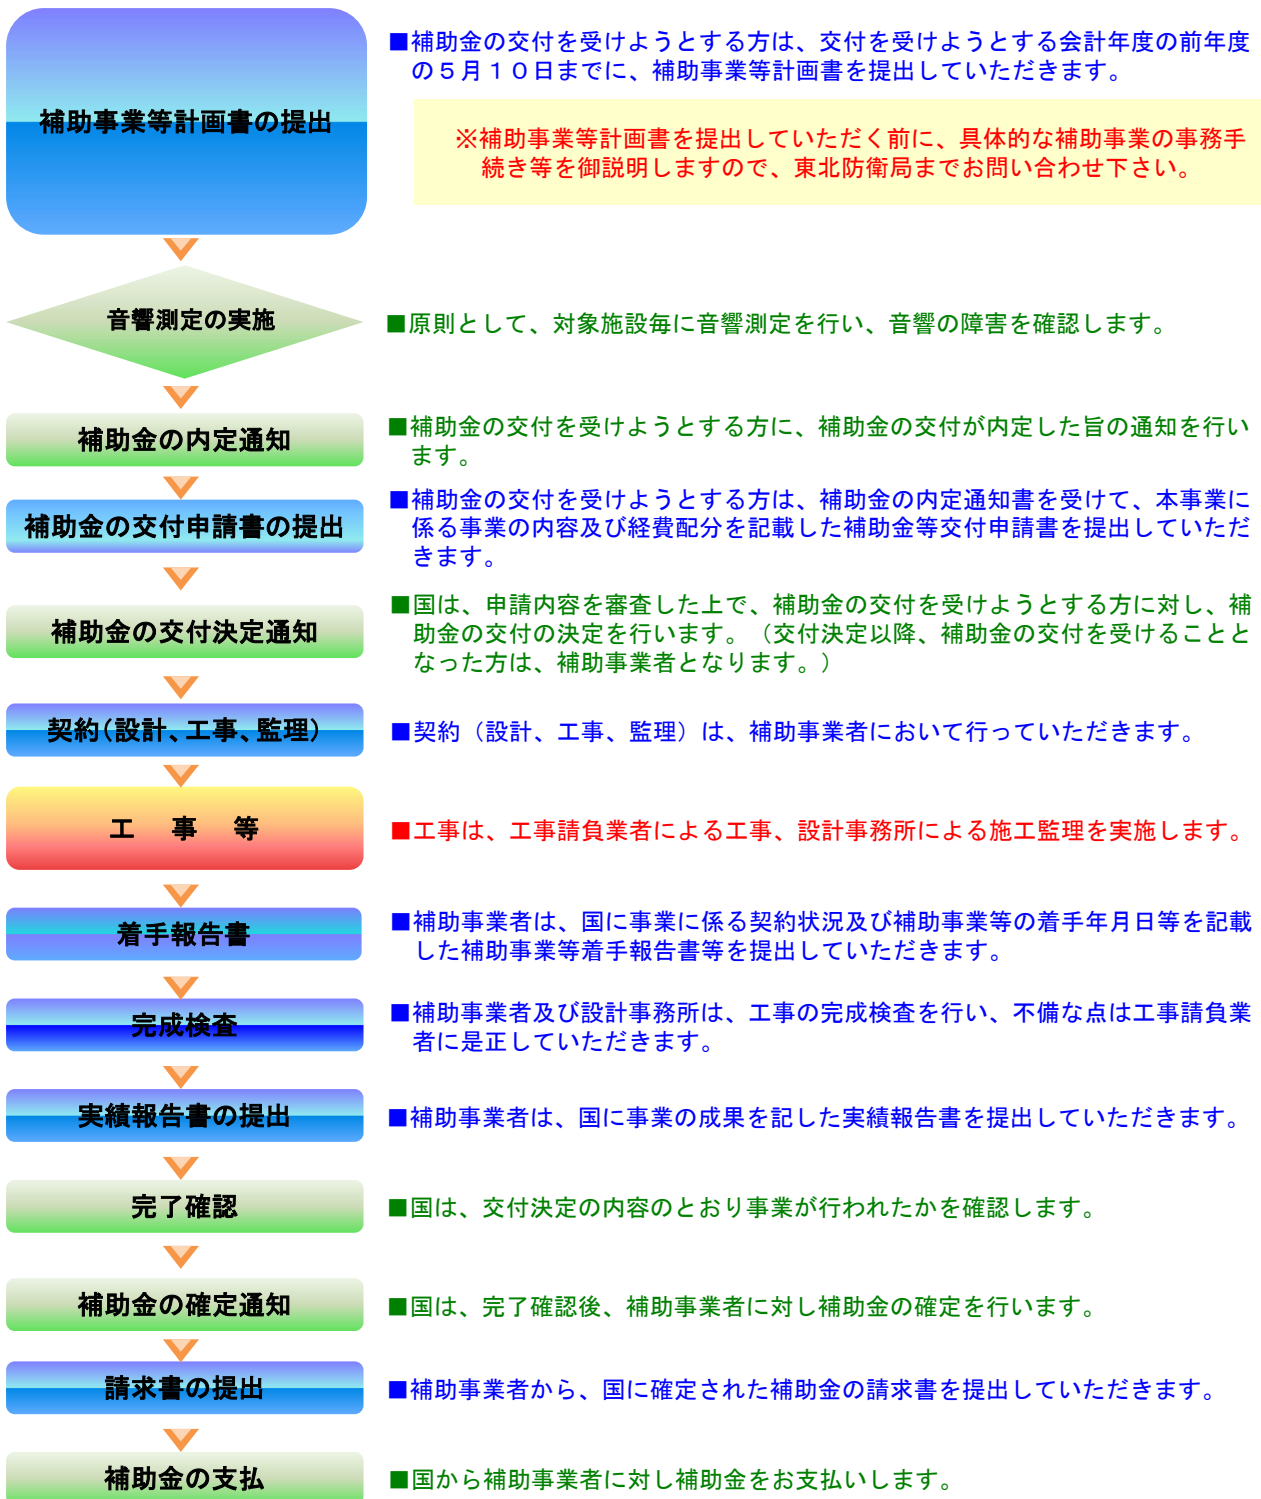 補助事業等計画書の提出
■補助金の交付を受けようとする方は、交付を受けようとする会計年度の前年度
の５月１０日までに、補助事業等計画書を提出していただきます。
※補助事業等計画書を提出していただく前に、具体的な補助事業の事務手
続き等を御説明しますので、東北防衛局までお問い合わせ下さい。
音響測定の実施
■原則として、対象施設毎に音響測定を行い、音響の障害を確認します。
補助金の内定通知
■補助金の交付を受けようとする方に、補助金の交付が内定した旨の通知を行い
ます。
補助金の交付申請書の提出
■補助金の交付を受けようとする方は、補助金の内定通知書を受けて、本事業に
係る事業の内容及び経費配分を記載した補助金等交付申請書を提出していただ
きます。
補助金の交付決定通知
■国は、申請内容を審査した上で、補助金の交付を受けようとする方に対し、補
助金の交付の決定を行います。（交付決定以降、補助金の交付を受けることと
なった方は、補助事業者となります。）
契約（設計、工事、監理）
■契約（設計、工事、監理）は、補助事業者において行っていただきます。
工　事　等
■工事は、工事請負業者による工事、設計事務所による施工監理を実施します。
着手報告書
■補助事業者は、国に事業に係る契約状況及び補助事業等の着手年月日等を記載
した補助事業等着手報告書等を提出していただきます。
完成検査
■補助事業者及び設計事務所は、工事の完成検査を行い、不備な点は工事請負業
者に是正していただきます。
実績報告書の提出
■補助事業者は、国に事業の成果を記した実績報告書を提出していただきます。
完了確認
■国は、交付決定の内容のとおり事業が行われたかを確認します。
補助金の確定通知
■国は、完了確認後、補助事業者に対し補助金の確定を行います。
請求書の提出
■補助事業者から、国に確定された補助金の請求書を提出していただきます。
補助金の支払
■国から補助事業者に対し補助金をお支払いします。